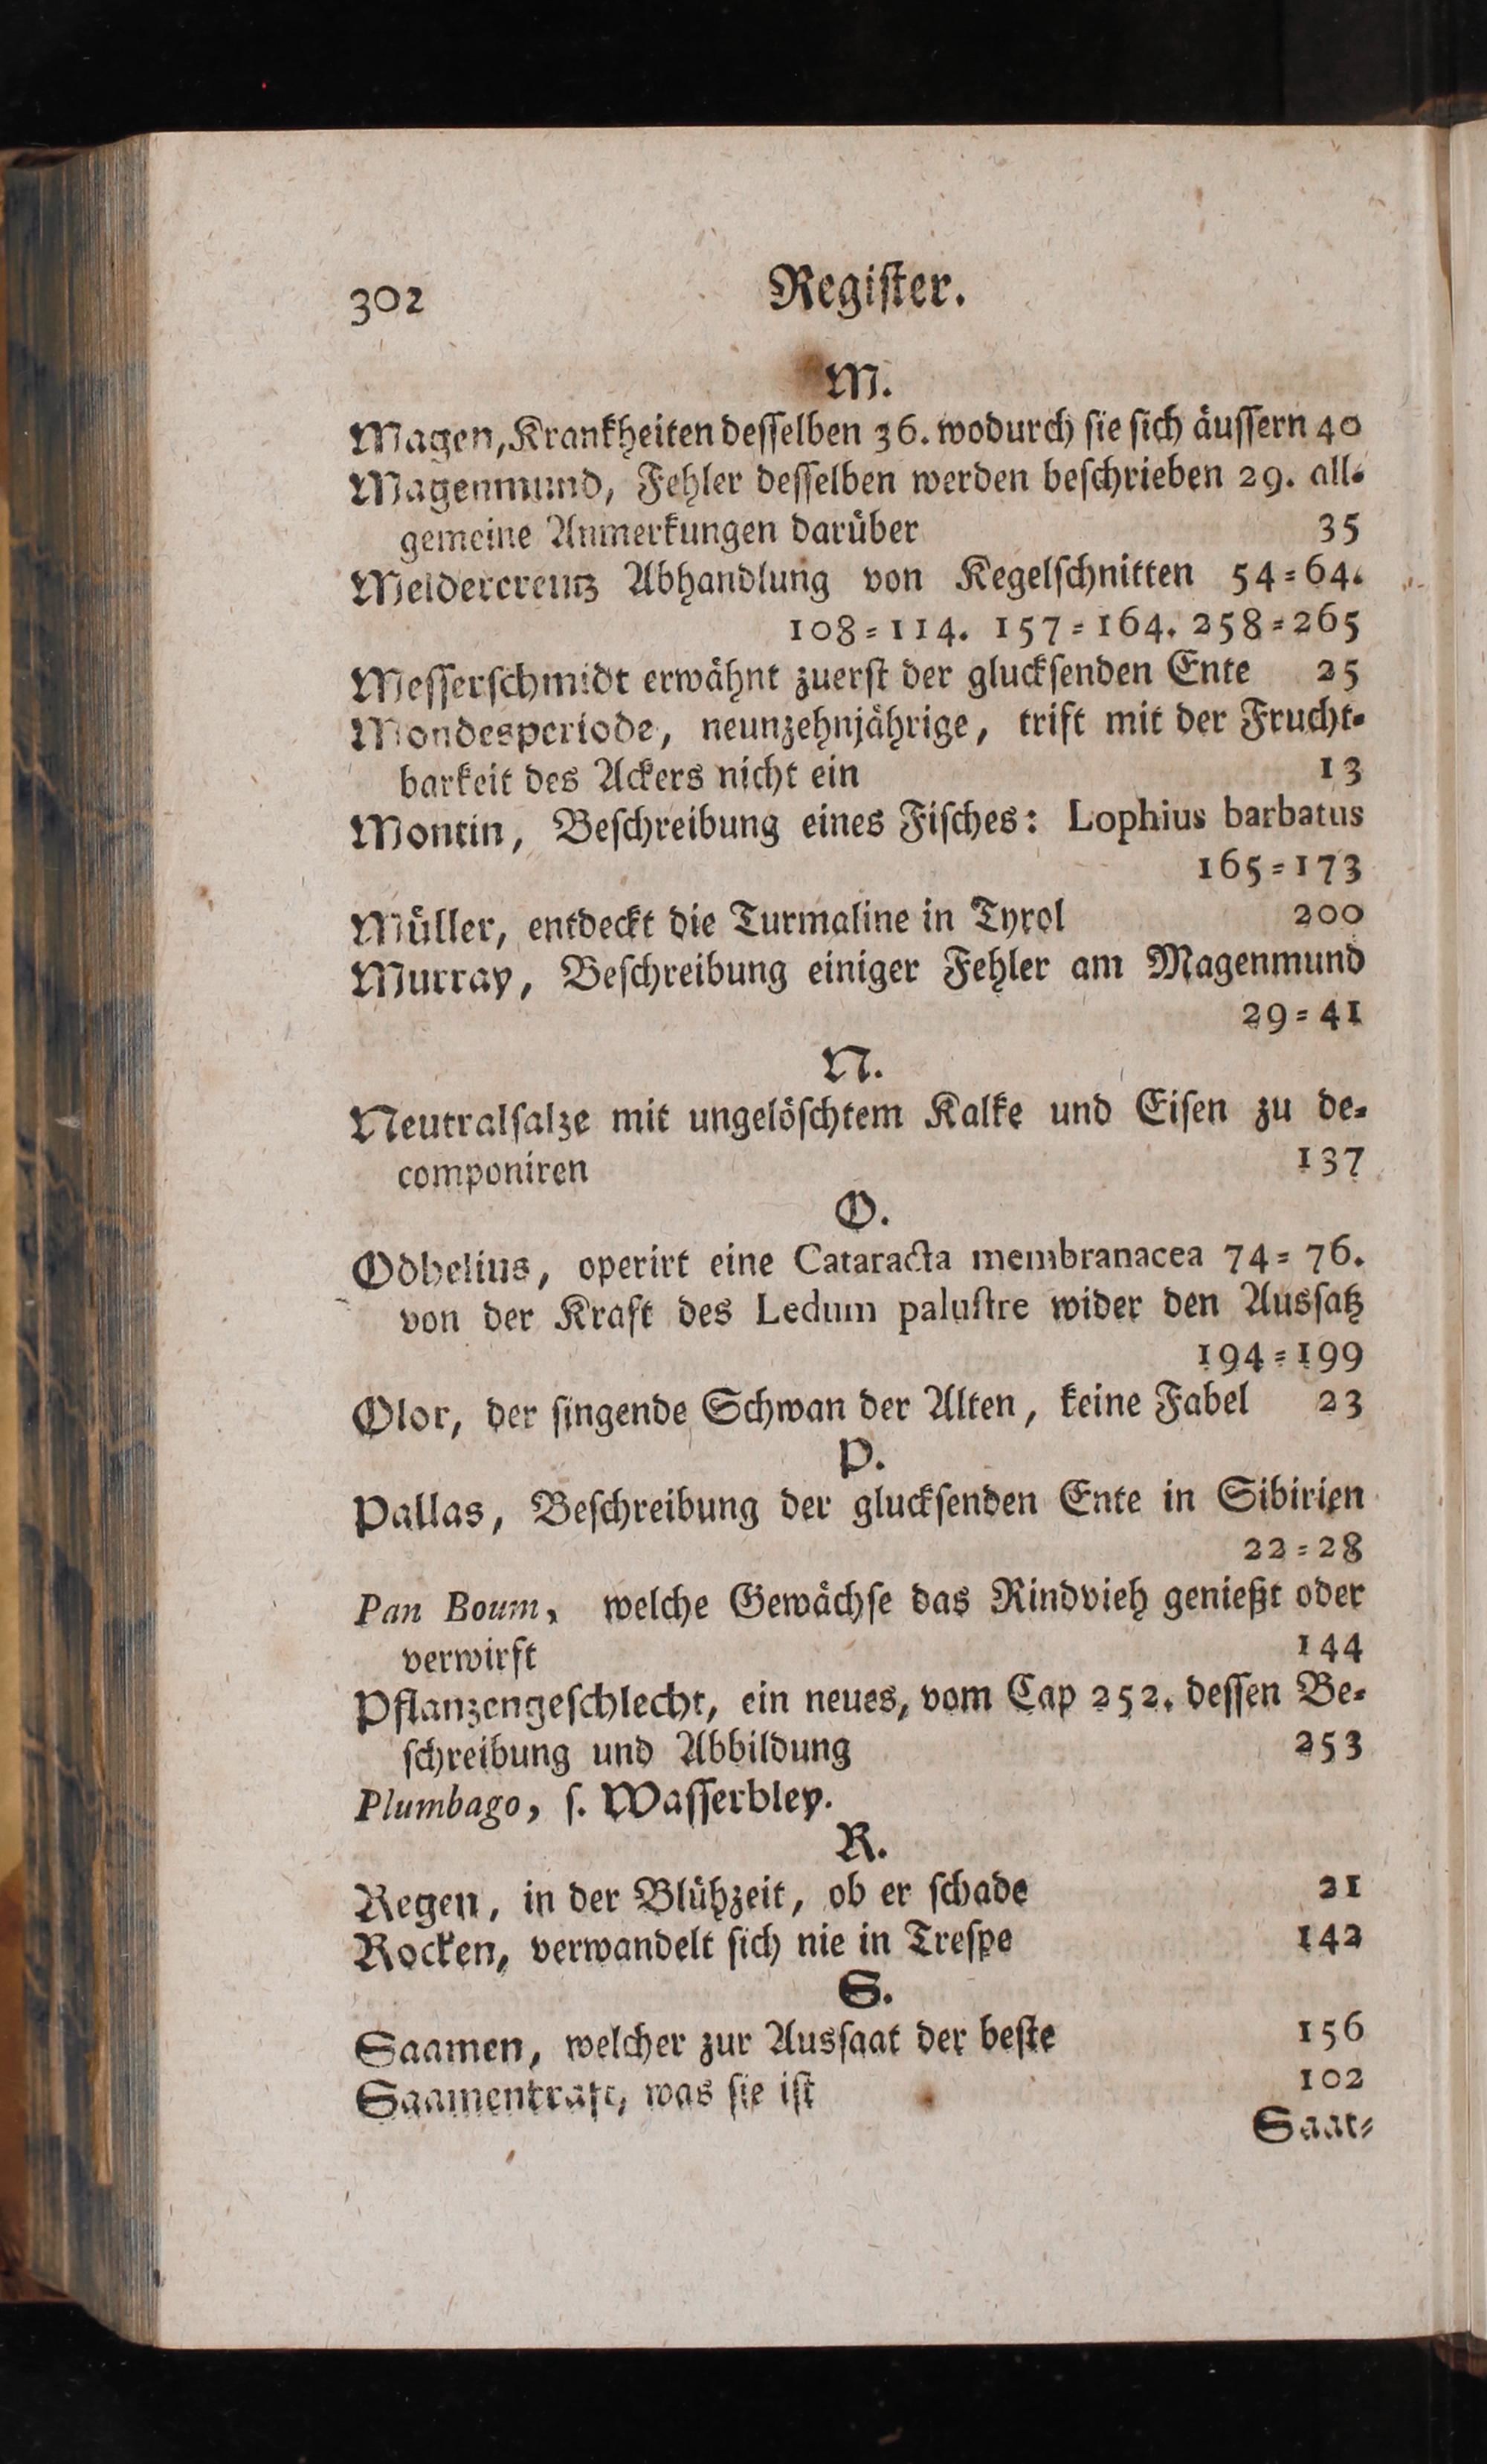 302 Regiſter.
M.
Magen, Krankheiten deſſelben 36. wodurch ſie ſich äuſſern 40
Magenmund, Fehler deſſelben werden beſchrieben 29. all⸗
gemeine Anmerkungen darüber 35
Meldercreutz Abhandlung von Kegelſchnitten 54⸗64.
108⸗114. 157⸗164. 258⸗265
Meſſerſchmidt erwähnt zuerſt der gluckſenden Ente 25
Mondesperiode, neunzehnjährige, trift mit der Frucht⸗
barkeit des Ackers nicht ein 13
Montin, Beſchreibung eines Fiſches: Lophius barbatus
165⸗173
Müller, entdeckt die Turmaline in Tyrol 200
Murray, Beſchreibung einiger Fehler am Magenmund
29⸗41
N.
Neutralſalze mit ungelöſchtem Kalke und Eiſen zu de⸗
componiren 137
O.
Odhelius, operirt eine Cataracta membranacea 74⸗76.
von der Kraft des Ledum paluſtre wider den Ausſatz
194⸗199
Olor, der ſingende Schwan der Alten, keine Fabel 23
P.
Pallas, Beſchreibung der gluckſenden Ente in Sibirien
22⸗28
Pan Boum, welche Gewächſe das Rindvieh genießt oder
verwirft 144
Pflanzengeſchlecht, ein neues, vom Cap 252. deſſen Be⸗
ſchreibung und Abbildung 253
Plumbago, ſ. Waſſerbley.
R.
Regen, in der Blühzeit, ob er ſchade 21
Rocken, verwandelt ſich nie in Treſpe 142
S.
Saamen, welcher zur Ausſaat der beſte 156
Saamenkraft, was ſie iſt 102
Saat⸗